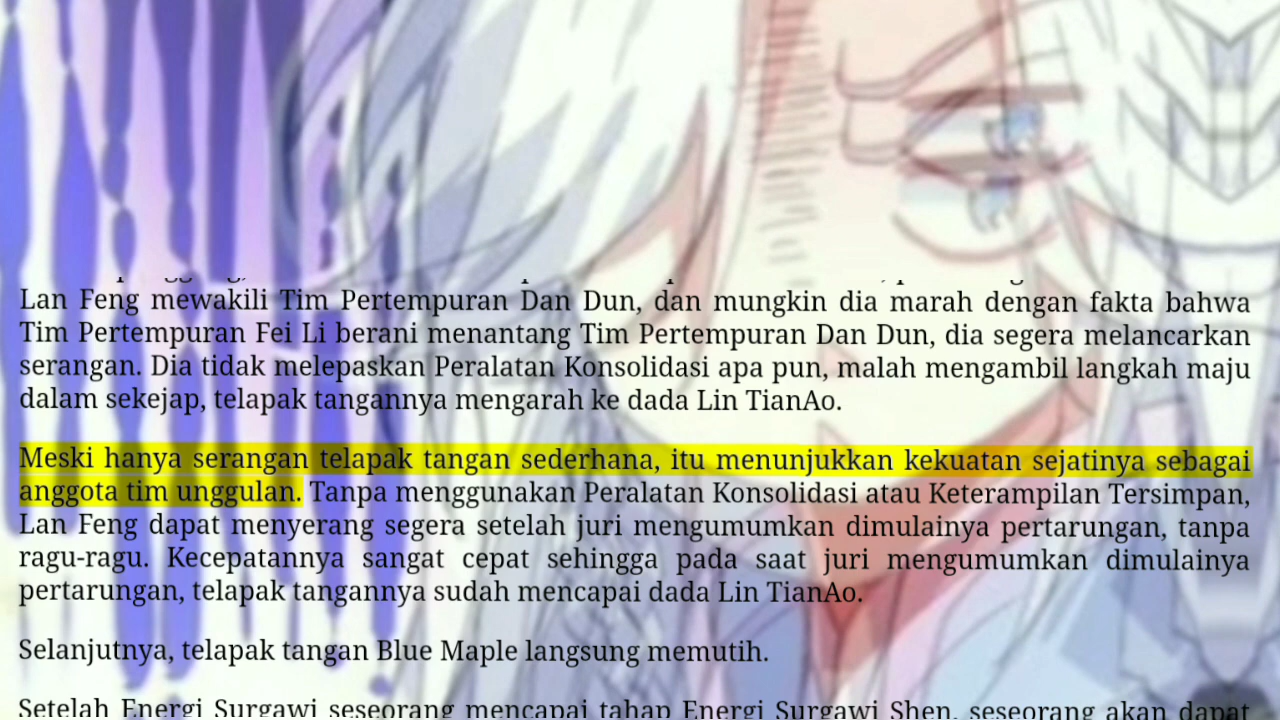 Lan Feng mewakili Tim Pertempuran Dan Dun, dan mungkin dia marah dengan fakta bahwa
Tim Pertempuran Fei Li berani menantang Tim Pertempuran Dan Dun, dia segera melancarkan
serangan. Dia tidak melepaskan Peralatan Konsolidasi apa pun, malah mengambil langkah maju
dalam sekejap, telapak tangannya mengarah ke dada Lin TianAo.
Meski hanya serangan telapak tangan sederhana, itu menunjukkan kekuatan sejatinya sebagai
anggota tim unggulan. Tanpa menggunakan Peralatan Konsolidasi atau Keterampilan Tersimpan,
Lan Feng dapat menyerang segera setelah juri mengumumkan dimulainya pertarungan, tanpa
ragu-ragu. Kecepatannya sangat cepat sehingga pada saat juri mengumumkan dimulainya
pertarungan, telapak tangannya sudah mencapai dada Lin TianAo.
Selanjutnya, telapak tangan Blue Maple langsung memutih.
Setelah Energi Surgawi seseorang mencapai tahap Energi Surgawi Shen, seseorang akan dapat